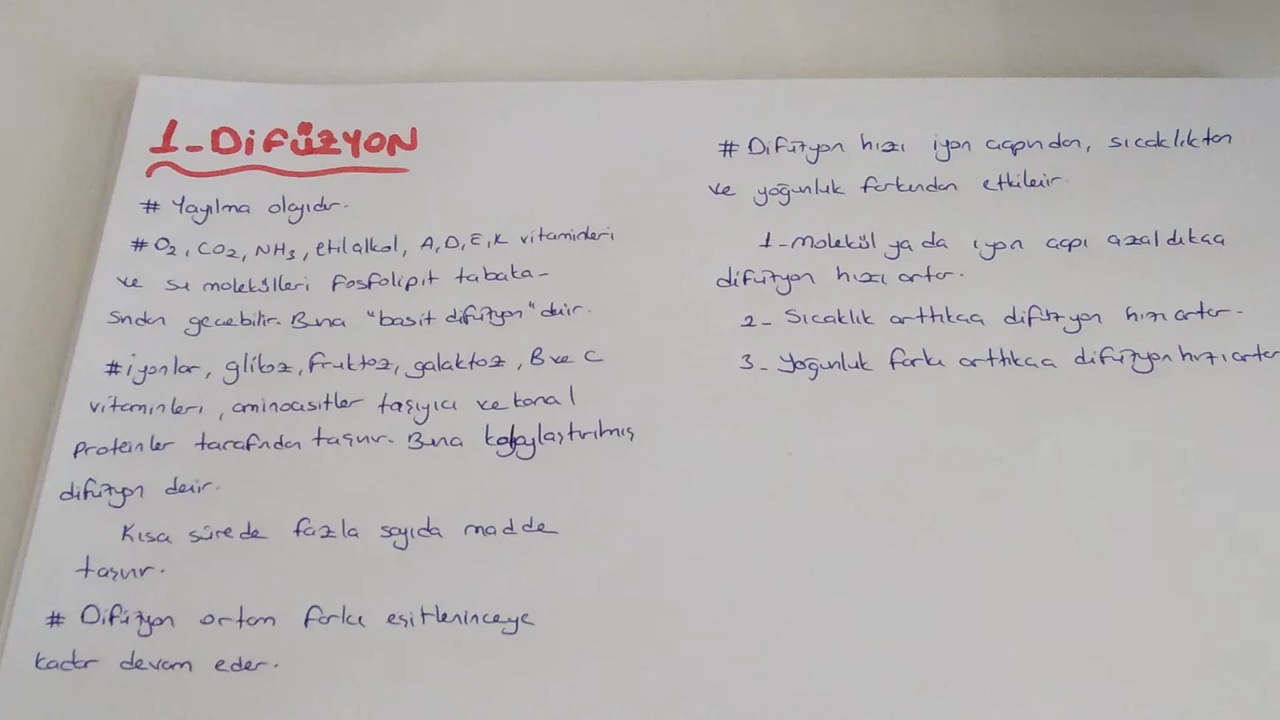 1-DİFÜZYON
# Yayılma olayıdır.
# O2, CO2, NH3, etil alkol, A, D, E, K vitaminleri
ve su molekülleri fosfolipit tabaka-
sından geçebilir. Buna "basit difüzyon" denir.
# iyonlar, glikoz, fruktoz, galaktoz, B ve C
vitaminleri, aminoasitler taşıyıcı ve kanal
proteinler tarafından taşınır. Buna kolaylaştırılmış
difüzyon denir.
Kısa sürede fazla sayıda madde
taşınır.
# Difüzyon ortam farkı eşitleninceye
kadar devam eder.
# Difüzyon hızı iyon çapından, sıcaklıktan
ve yoğunluk farkından etkilenir.
1-molekül ya da iyon çapı azaldıkça
difüzyon hızı artar.
2- Sıcaklık arttıkça difüzyon hızı artar.
3- Yoğunluk farkı arttıkça difüzyon hızı artar